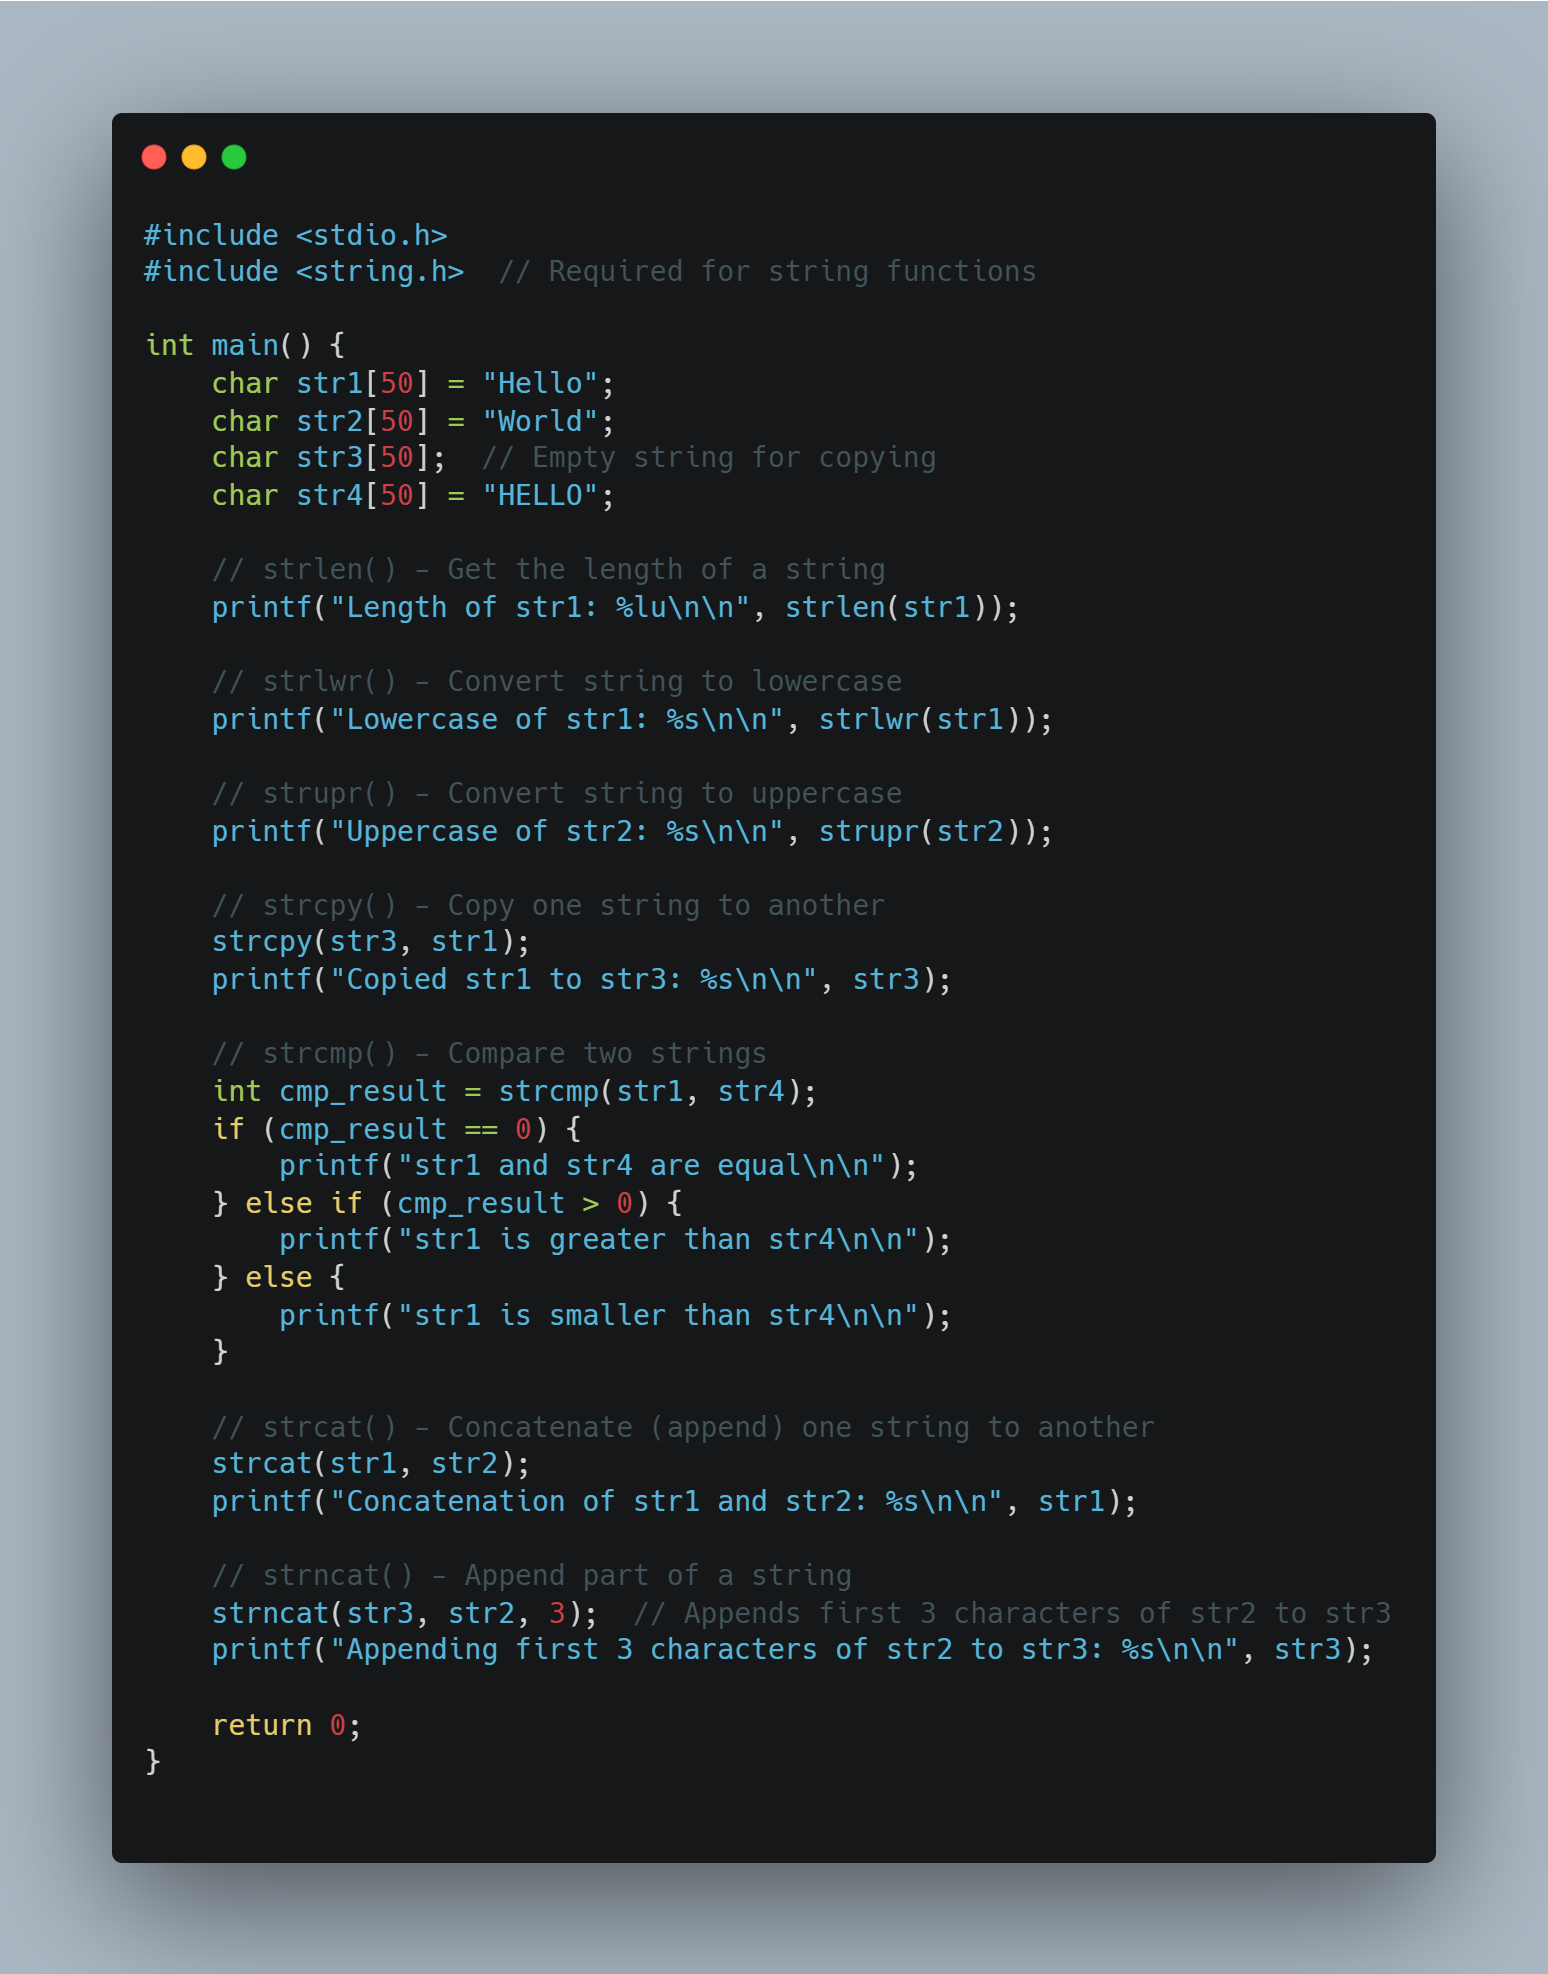 #include <stdio.h>
#include <string.h>  // Required for string functions

int main() {
    char str1[50] = "Hello";
    char str2[50] = "World";
    char str3[50];  // Empty string for copying
    char str4[50] = "HELLO";

    // strlen() - Get the length of a string
    printf("Length of str1: %lu\n\n", strlen(str1));

    // strlwr() - Convert string to lowercase
    printf("Lowercase of str1: %s\n\n", strlwr(str1));

    // strupr() - Convert string to uppercase
    printf("Uppercase of str2: %s\n\n", strupr(str2));

    // strcpy() - Copy one string to another
    strcpy(str3, str1);
    printf("Copied str1 to str3: %s\n\n", str3);

    // strcmp() - Compare two strings
    int cmp_result = strcmp(str1, str4);
    if (cmp_result == 0) {
        printf("str1 and str4 are equal\n\n");
    } else if (cmp_result > 0) {
        printf("str1 is greater than str4\n\n");
    } else {
        printf("str1 is smaller than str4\n\n");
    }

    // strcat() - Concatenate (append) one string to another
    strcat(str1, str2);
    printf("Concatenation of str1 and str2: %s\n\n", str1);

    // strncat() - Append part of a string
    strncat(str3, str2, 3);  // Appends first 3 characters of str2 to str3
    printf("Appending first 3 characters of str2 to str3: %s\n\n", str3);

    return 0;
}